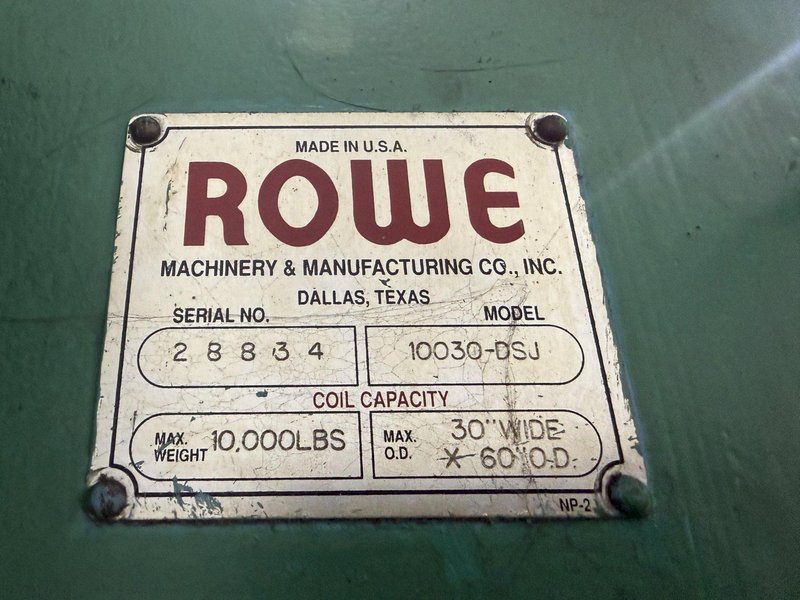 MADE IN U.S.A.
ROWE
MACHINERY & MANUFACTURING CO., INC.
DALLAS, TEXAS
SERIAL NO. MODEL
28834 10030-DSJ
COIL CAPACITY
MAX. WEIGHT 10,000LBS
MAX. O.D. 30" WIDE
X 60" O.D.
NP-2